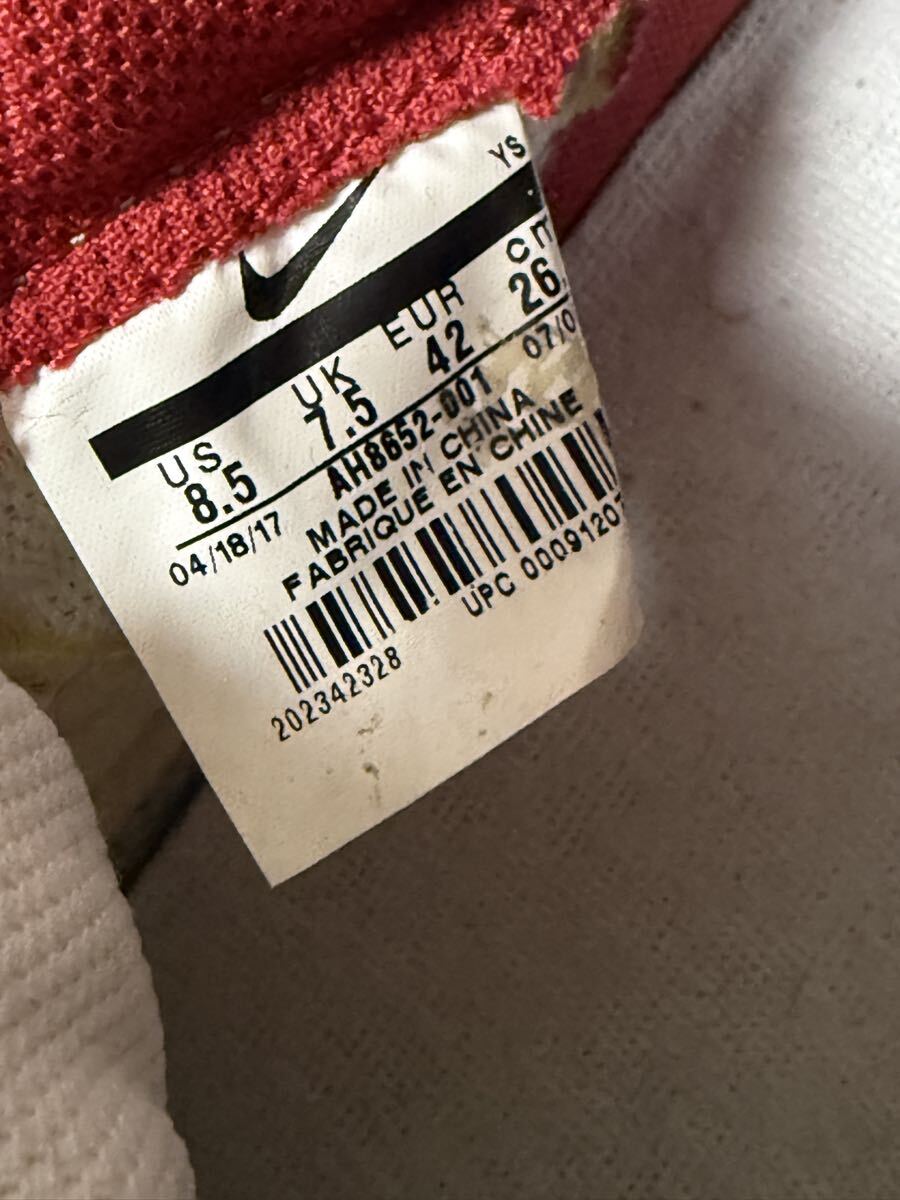 YS
US UK EUR cm
8.5 7.5 42 26.
AH8652-001
04/18/17 07/0
MADE IN CHINA
FABRIQUE EN CHINE
UPC 00091207
202342328